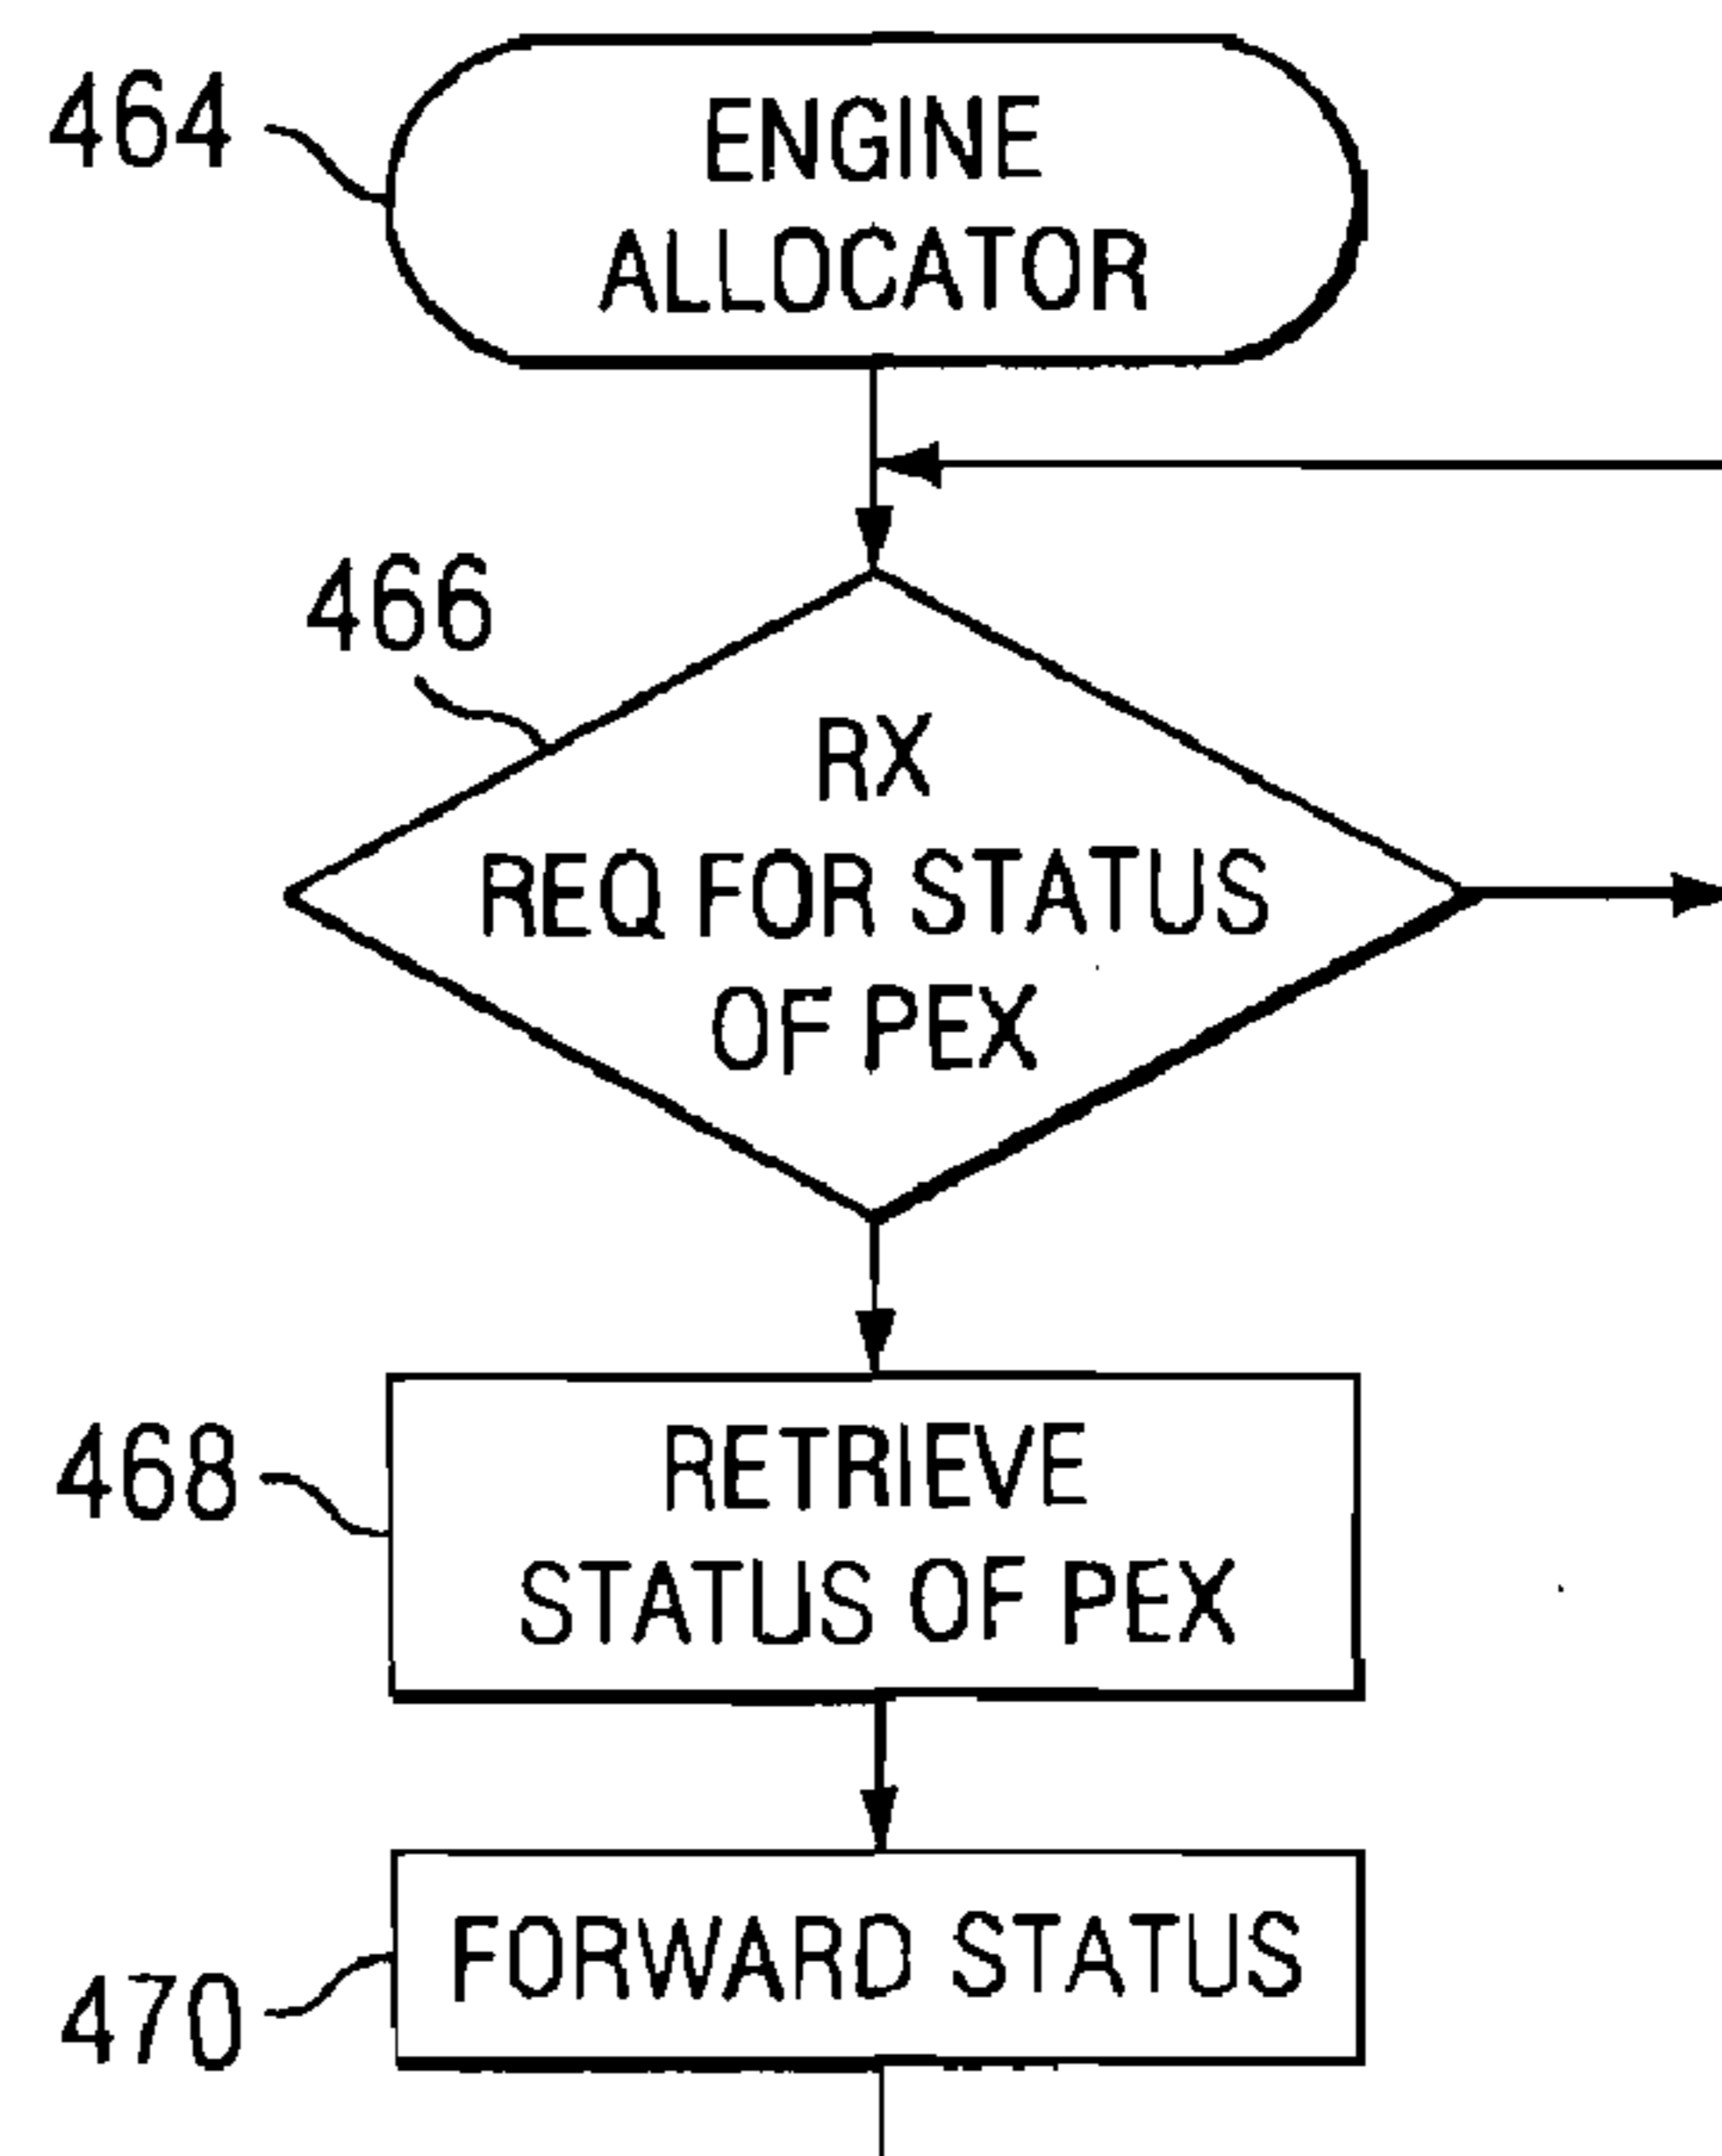 464
ENGINE
ALLOCATOR
466
RX
REQ FOR STATUS
OF PEX
468
RETRIEVE
STATUS OF PEX
470
FORWARD STATUS